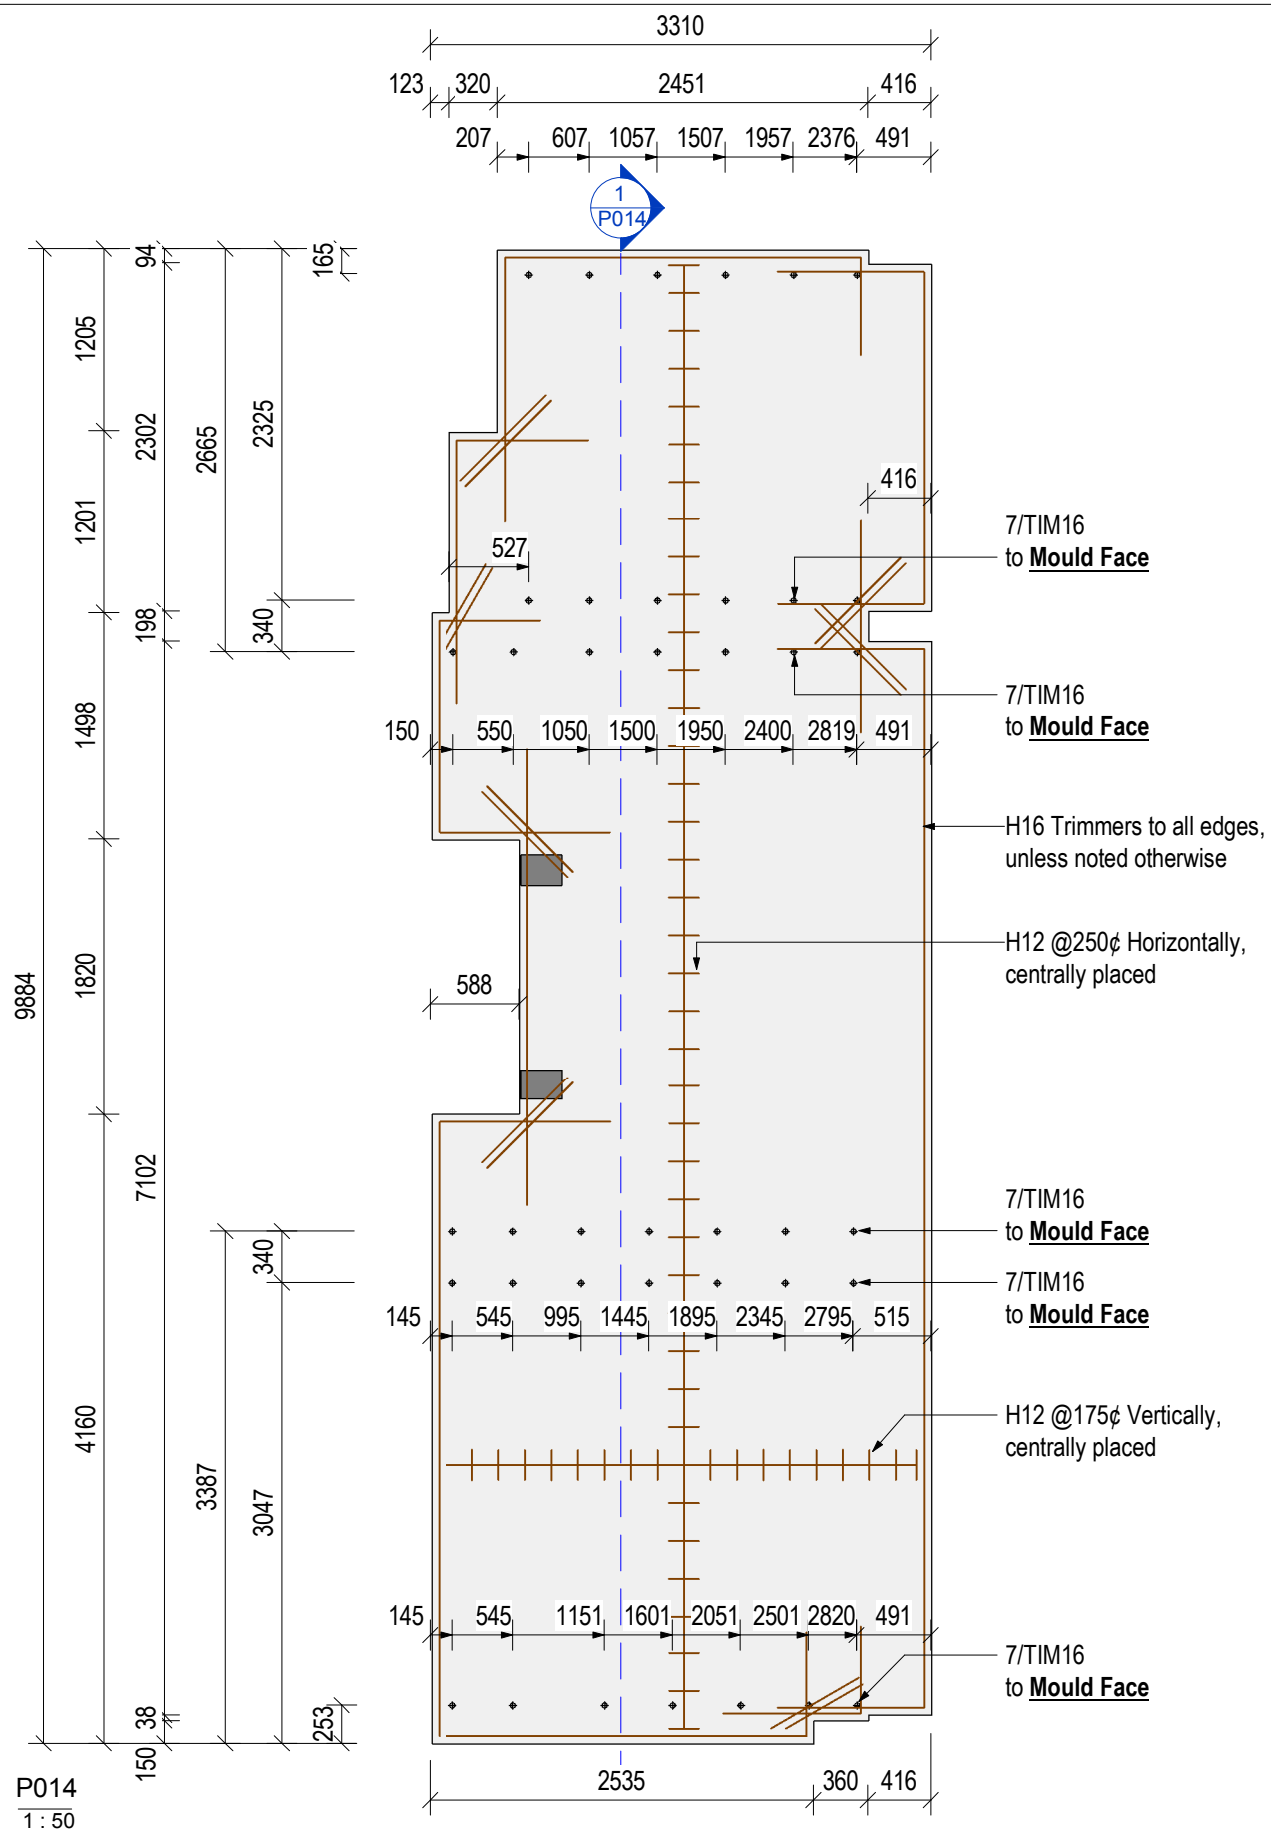 3310
123 320 2451 416
207 607 1057 1507 1957 2376 491
1
P014
94
165
1205
2302
2665
2325
416
7/TIM16
to Mould Face
527
1201
198
340
7/TIM16
to Mould Face
150 550 1050 1500 1950 2400 2819 491
1498
H16 Trimmers to all edges,
unless noted otherwise
H12 @250¢ Horizontally,
centrally placed
588
1820
9884
7102
7/TIM16
to Mould Face
340
7/TIM16
to Mould Face
145 545 995 1445 1895 2345 2795 515
H12 @175¢ Vertically,
centrally placed
4160
3387
3047
145 545 1151 1601 2051 2501 2820 491
7/TIM16
to Mould Face
38
253
150
2535 360 416
P014
1 : 50